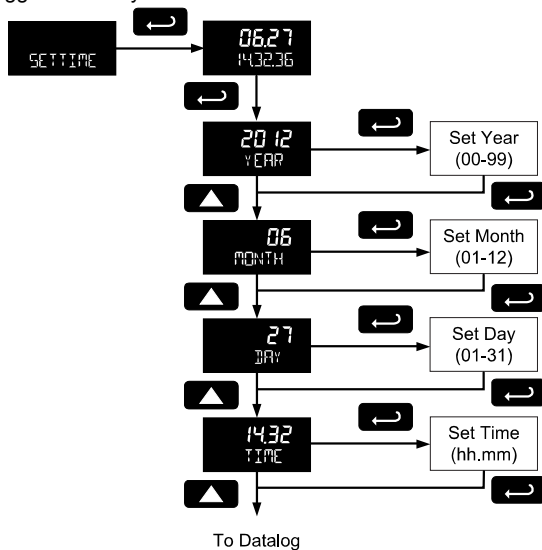 SETTIME
06.27
14.32.36
2012
YEAR
Set Year
(00-99)
06
MONTH
Set Month
(01-12)
27
DAY
Set Day
(01-31)
14.32
TIME
Set Time
(hh.mm)
To Datalog